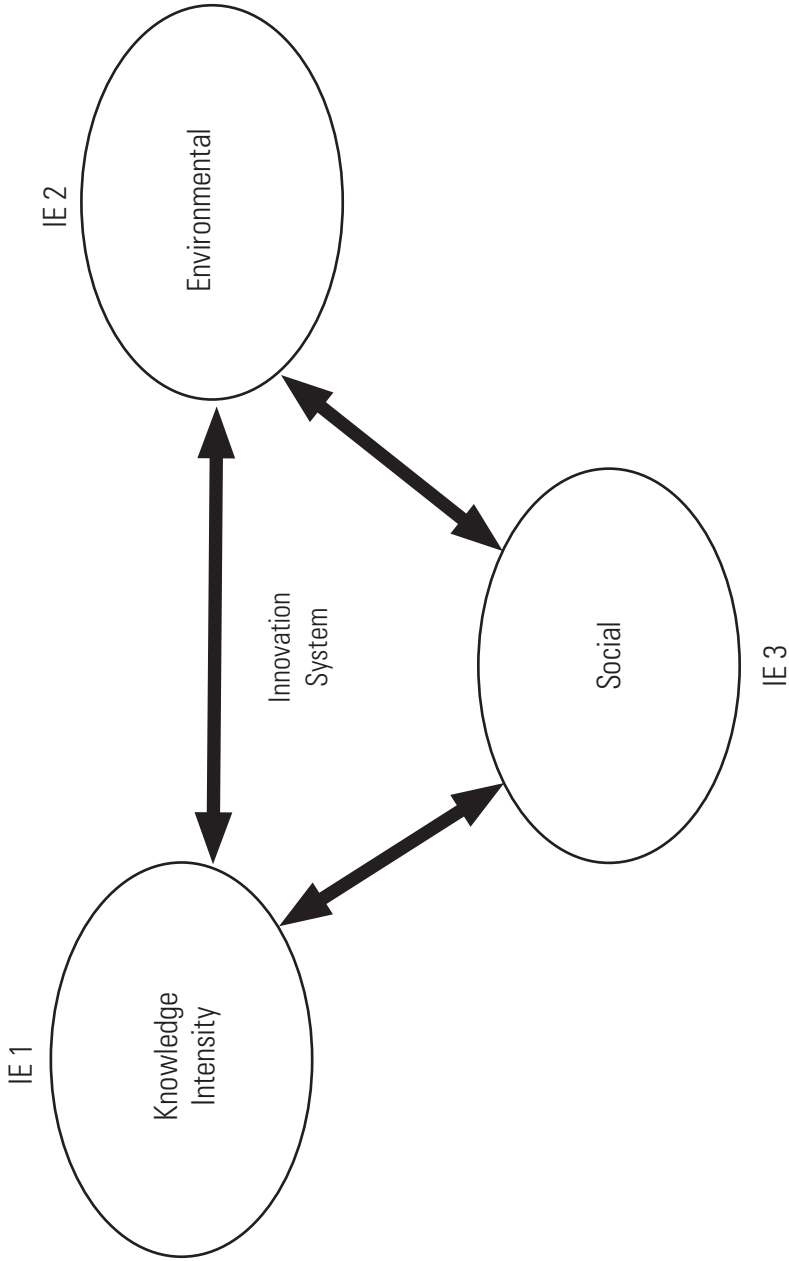 IE 1
IE 2
Knowledge
Intensity
Environmental
Innovation
System
Social
IE 3